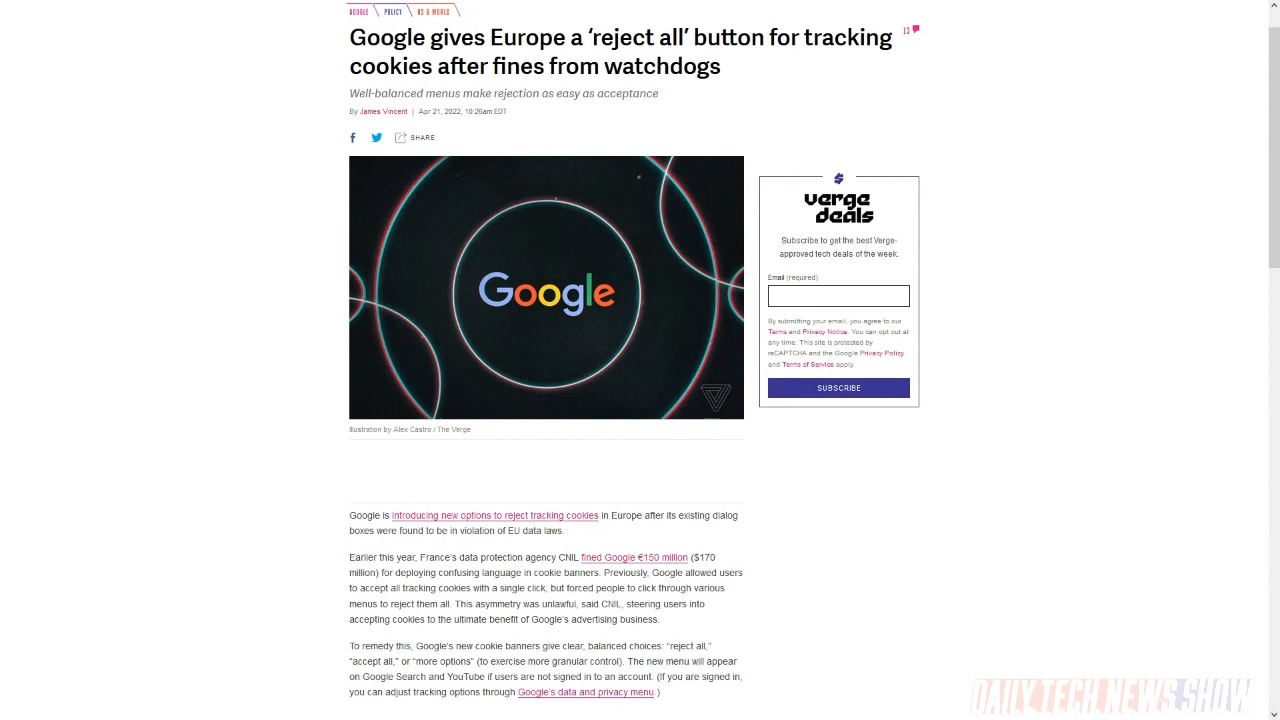 GOOGLE
POLICY
US & WORLD
Google gives Europe a ‘reject all’ button for tracking
cookies after fines from watchdogs
13
Well-balanced menus make rejection as easy as acceptance
By James Vincent | Apr 21, 2022, 10:26am EDT
SHARE
Google
Illustration by Alex Castro / The Verge
verge
deals
Subscribe to get the best Verge-
approved tech deals of the week.
Email (required)
By submitting your email, you agree to our
Terms and Privacy Notice. You can opt out at
any time. This site is protected by
reCAPTCHA and the Google Privacy Policy
and Terms of Service apply.
SUBSCRIBE
Google is introducing new options to reject tracking cookies in Europe after its existing dialog
boxes were found to be in violation of EU data laws.
Earlier this year, France’s data protection agency CNIL fined Google €150 million ($170
million) for deploying confusing language in cookie banners. Previously, Google allowed users
to accept all tracking cookies with a single click, but forced people to click through various
menus to reject them all. This asymmetry was unlawful, said CNIL, steering users into
accepting cookies to the ultimate benefit of Google’s advertising business.
To remedy this, Google’s new cookie banners give clear, balanced choices: “reject all,”
“accept all,” or “more options” (to exercise more granular control). The new menu will appear
on Google Search and YouTube if users are not signed in to an account. (If you are signed in,
you can adjust tracking options through Google’s data and privacy menu.)
DAILY TECH NEWS SHOW